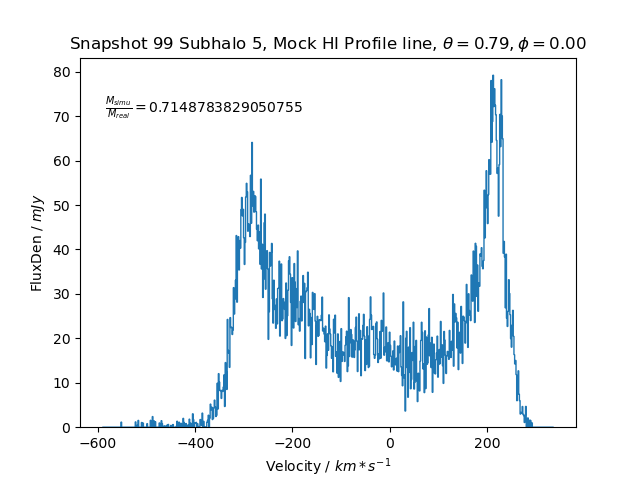 Snapshot 99 Subhalo 5, Mock HI Profile line, θ = 0.79, ϕ = 0.00
80
M_simu/M_real = 0.7148783829050755
70
60
50
FluxDen / mJy
40
30
20
10
0
−600 −400 −200 0 200
Velocity / km * s⁻¹